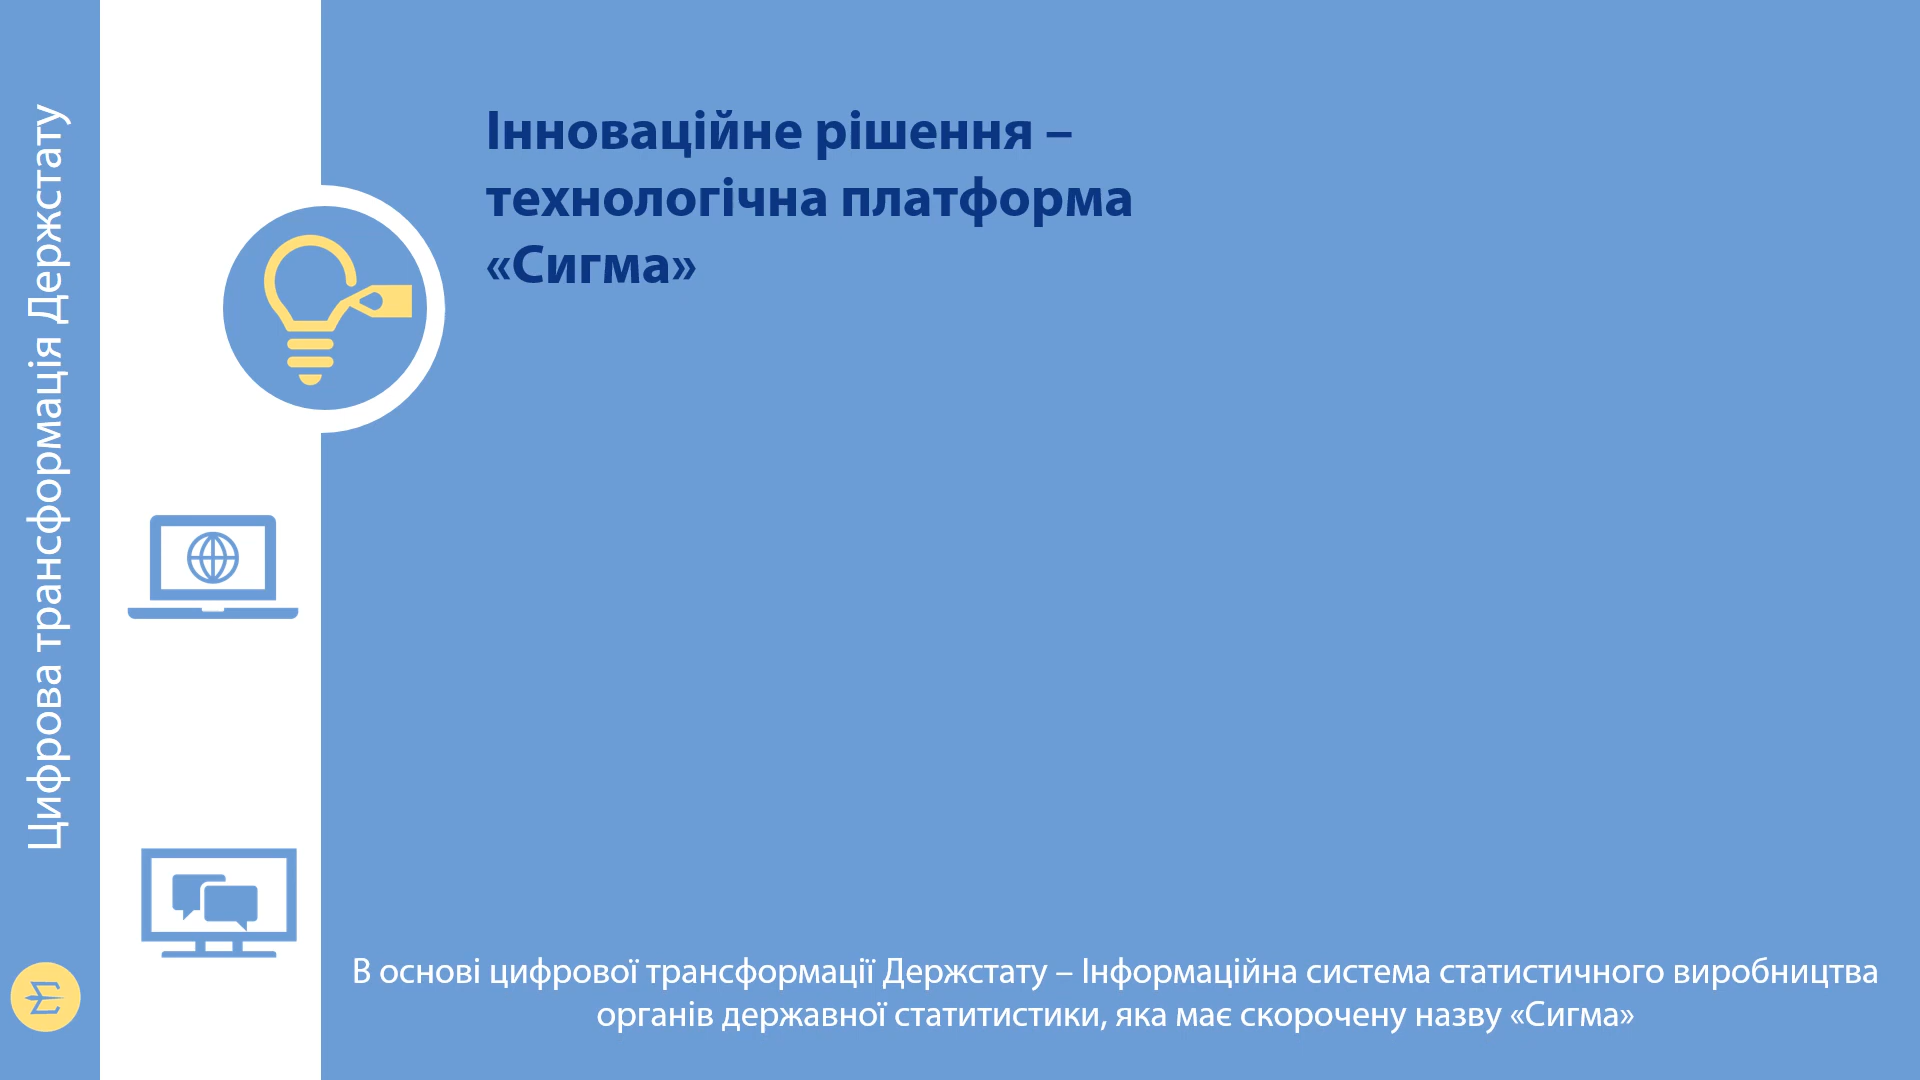 Цифрова трансформація Держстату
Інноваційне рішення –
технологічна платформа
«Сигма»
В основі цифрової трансформації Держстату – Інформаційна система статистичного виробництва
органів державної статитистики, яка має скорочену назву «Сигма»